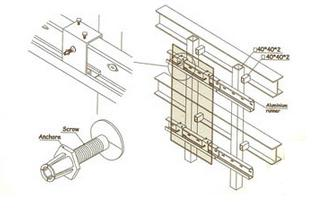 □40*40*2
□40*40*2
Aluminium
runner
Screw
Anchors